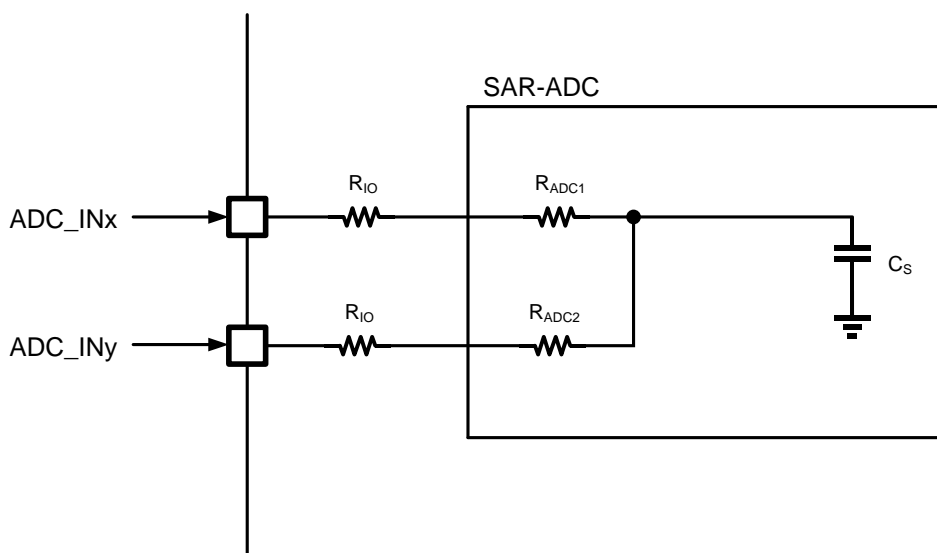 SAR-ADC
ADC_INx
R_IO
R_ADC1
C_S
ADC_INy
R_IO
R_ADC2